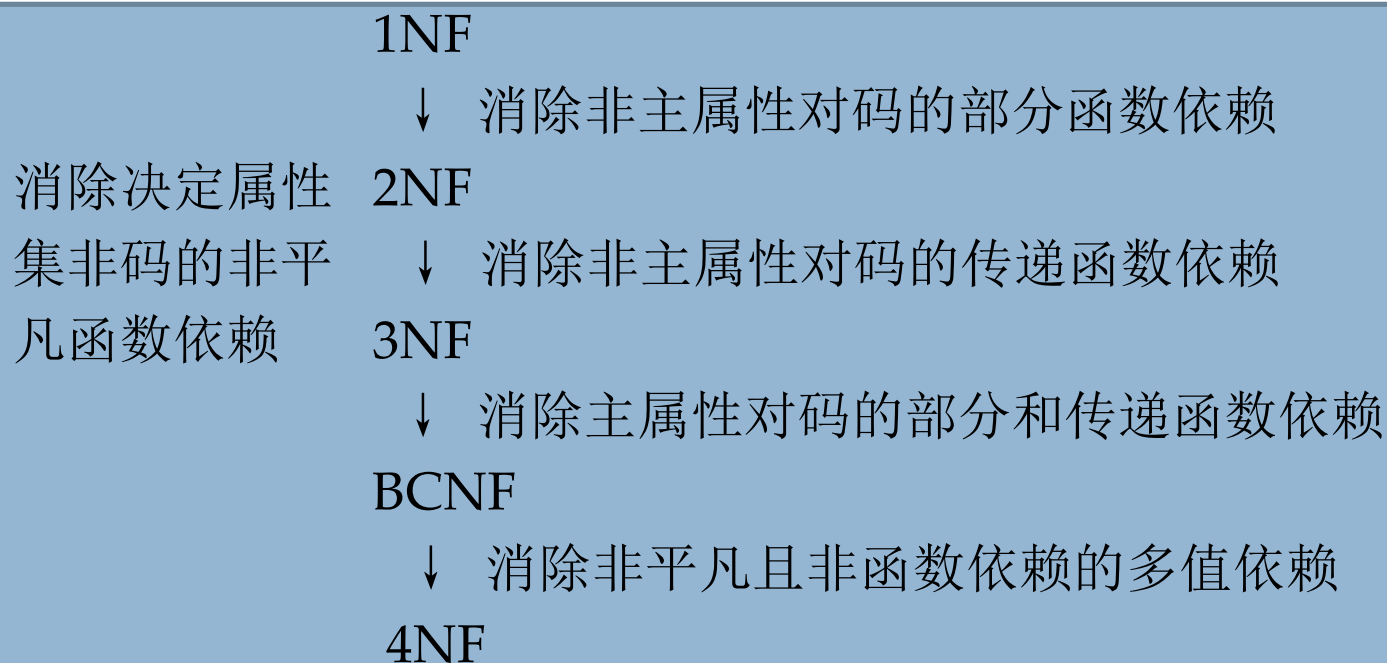 1NF
↓ 消除非主属性对码的部分函数依赖
消除决定属性 2NF
集非码的非平 ↓ 消除非主属性对码的传递函数依赖
凡函数依赖 3NF
↓ 消除主属性对码的部分和传递函数依赖
BCNF
↓ 消除非平凡且非函数依赖的多值依赖
4NF